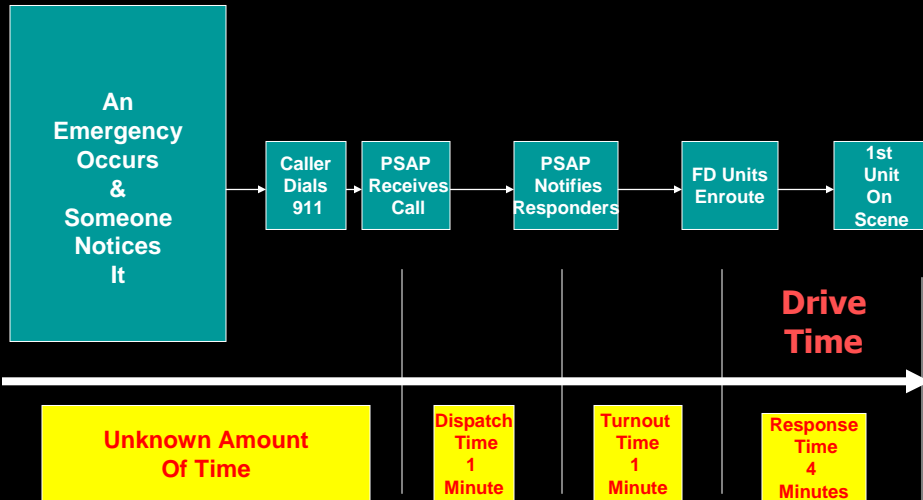 An
Emergency
Occurs
&
Someone
Notices
It
Caller
Dials
911
PSAP
Receives
Call
PSAP
Notifies
Responders
FD Units
Enroute
1st
Unit
On
Scene
Drive
Time
Unknown Amount
Of Time
Dispatch
Time
1
Minute
Turnout
Time
1
Minute
Response
Time
4
Minutes